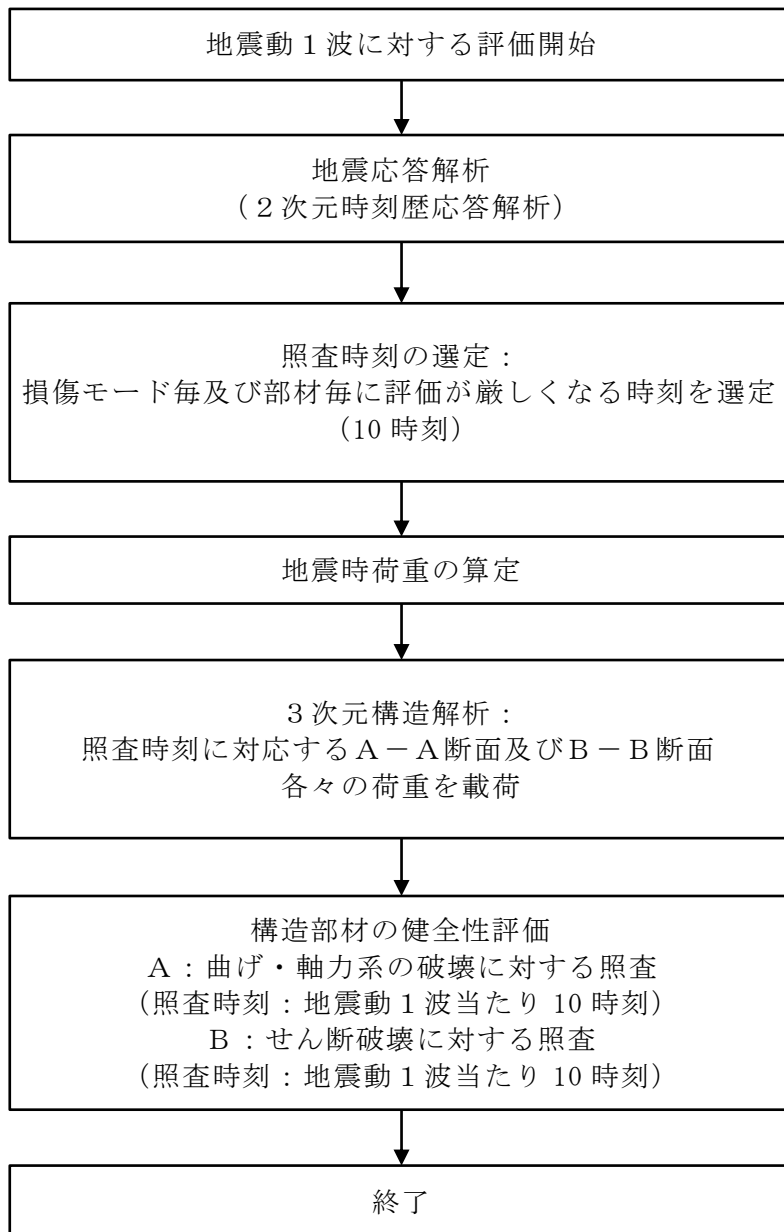 地震動１波に対する評価開始
地震応答解析
（２次元時刻歴応答解析）
照査時刻の選定：
損傷モード毎及び部材毎に評価が厳しくなる時刻を選定
（10 時刻）
地震時荷重の算定
３次元構造解析：
照査時刻に対応するＡ－Ａ断面及びＢ－Ｂ断面
各々の荷重を載荷
構造部材の健全性評価
Ａ：曲げ・軸力系の破壊に対する照査
（照査時刻：地震動１波当たり 10 時刻）
Ｂ：せん断破壊に対する照査
（照査時刻：地震動１波当たり 10 時刻）
終了